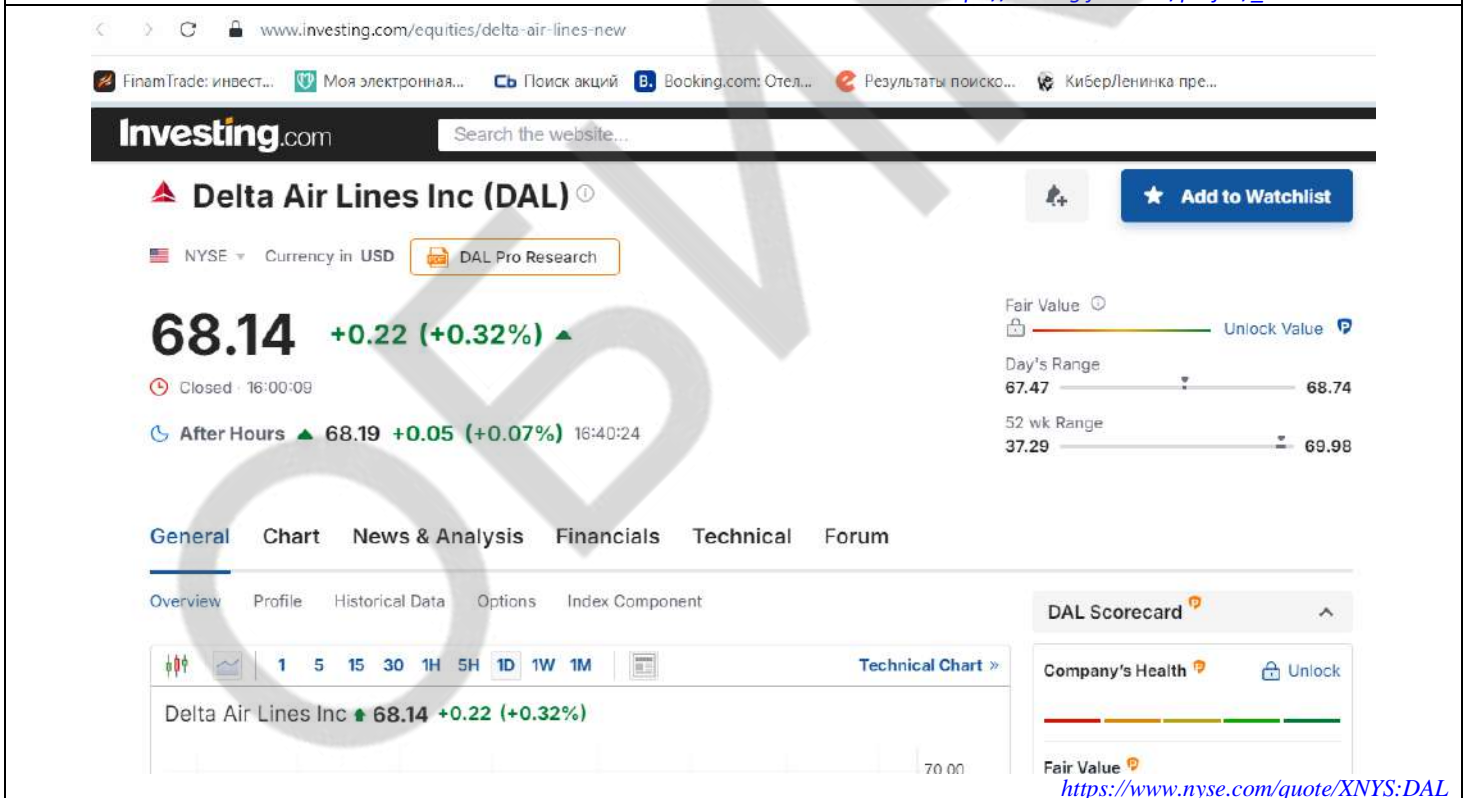 www.investing.com/equities/delta-air-lines-new
FinamTrade: инвест... Моя электронная... Сь Поиск акций B. Booking.com: Отел... Результаты поиско... КиберЛенинка пре...
Investing.com Search the website...
Delta Air Lines Inc (DAL)
Add to Watchlist
NYSE Currency in USD DAL Pro Research
68.14 +0.22 (+0.32%)
Fair Value
Unlock Value
Closed · 16:00:09
Day's Range
67.47 68.74
After Hours 68.19 +0.05 (+0.07%) 16:40:24
52 wk Range
37.29 69.98
General Chart News & Analysis Financials Technical Forum
Overview Profile Historical Data Options Index Component
DAL Scorecard
1 5 15 30 1H 5H 1D 1W 1M Technical Chart »
Company's Health Unlock
Delta Air Lines Inc 68.14 +0.22 (+0.32%)
70.00
Fair Value
https://www.nyse.com/quote/XNYS:DAL